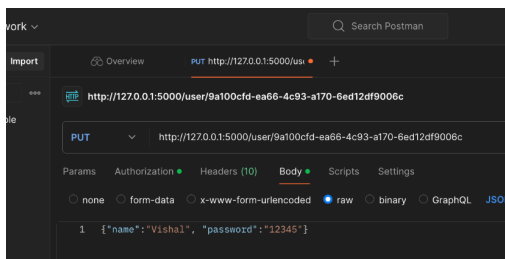 work
Search Postman
Import
Overview
PUT http://127.0.0.1:5000/use
HTTP
http://127.0.0.1:5000/user/9a100cfd-ea66-4c93-a170-6ed12df9006c
PUT
http://127.0.0.1:5000/user/9a100cfd-ea66-4c93-a170-6ed12df9006c
Params Authorization Headers (10) Body Scripts Settings
none form-data x-www-form-urlencoded raw binary GraphQL JSO
1 {"name":"Vishal", "password":"12345"}